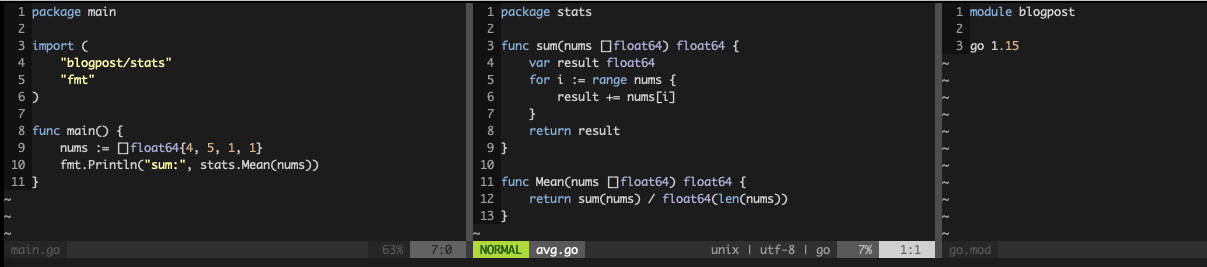 1 package main
2
3 import (
4 "blogpost/stats"
5 "fmt"
6 )
7
8 func main() {
9 nums := []float64{4, 5, 1, 1}
10 fmt.Println("sum:", stats.Mean(nums))
11 }
~
~
~
main.go 63% 7:0
1 package stats
2
3 func sum(nums []float64) float64 {
4 var result float64
5 for i := range nums {
6 result += nums[i]
7 }
8 return result
9 }
10
11 func Mean(nums []float64) float64 {
12 return sum(nums) / float64(len(nums))
13 }
~
NORMAL avg.go unix | utf-8 | go 7% 1:1
1 module blogpost
2
3 go 1.15
~
~
~
~
~
~
~
~
~
~
~
go.mod